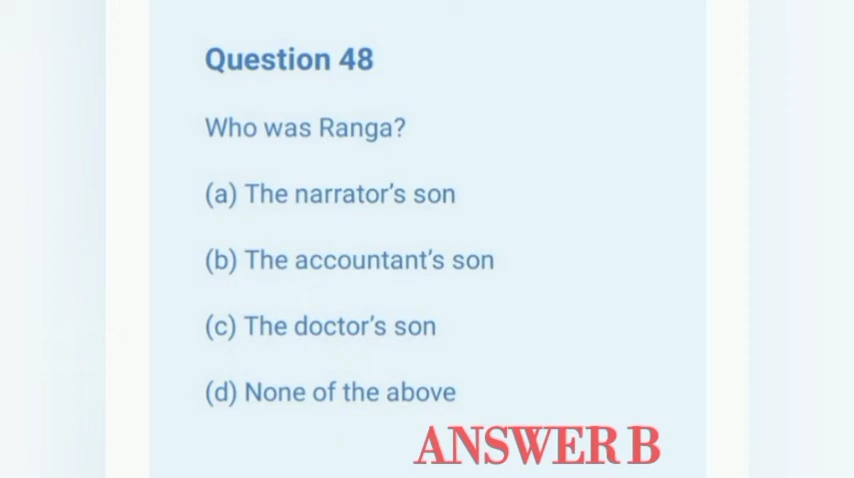 Question 48
Who was Ranga?
(a) The narrator's son
(b) The accountant's son
(c) The doctor's son
(d) None of the above
ANSWER B